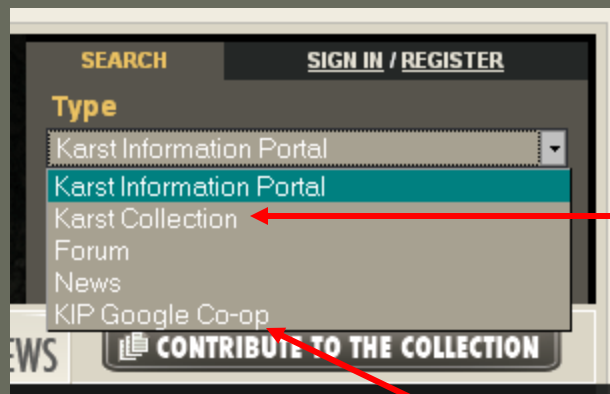 SEARCH SIGN IN / REGISTER
Type
Karst Information Portal
Karst Information Portal
Karst Collection
Forum
News
KIP Google Co-op
EWS CONTRIBUTE TO THE COLLECTION